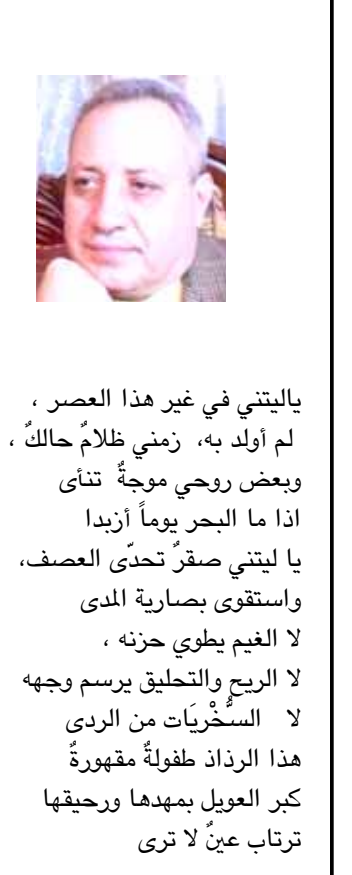 ياليتني في غير هذا العصر ،
لم أولد به، زمني ظلامٌ حالكٌ ،
وبعض روحي موجةٌ تنأى
اذا ما البحر يوماً أزبدا
يا ليتني صقرٌ تحدّى العصف،
واستقوى بصارية المدى
لا الغيم يطوي حزنه ،
لا الريح والتحليق يرسم وجهه
لا السُّخْريَات من الردى
هذا الرذاذ طفولةٌ مقهورةٌ
كبر العويل بمهدها ورحيقها
ترتاب عينٌ لا ترى